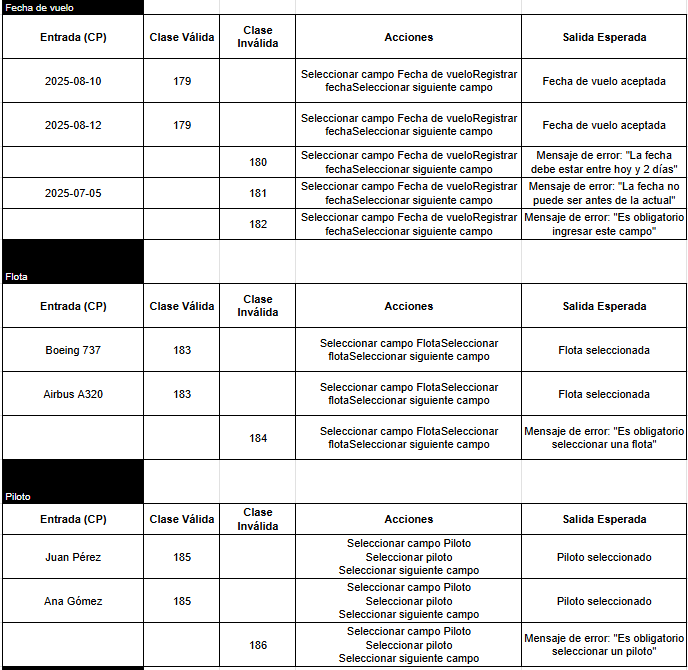 Fecha de vuelo
Entrada (CP) Clase Válida Clase Inválida Acciones Salida Esperada
2025-08-10 179 Seleccionar campo Fecha de vueloRegistrar fechaSeleccionar siguiente campo Fecha de vuelo aceptada
2025-08-12 179 Seleccionar campo Fecha de vueloRegistrar fechaSeleccionar siguiente campo Fecha de vuelo aceptada
180 Seleccionar campo Fecha de vueloRegistrar fechaSeleccionar siguiente campo Mensaje de error: "La fecha debe estar entre hoy y 2 días"
2025-07-05 181 Seleccionar campo Fecha de vueloRegistrar fechaSeleccionar siguiente campo Mensaje de error: "La fecha no puede ser antes de la actual"
182 Seleccionar campo Fecha de vueloRegistrar fechaSeleccionar siguiente campo Mensaje de error: "Es obligatorio ingresar este campo"
Flota
Entrada (CP) Clase Válida Clase Inválida Acciones Salida Esperada
Boeing 737 183 Seleccionar campo FlotaSeleccionar flotaSeleccionar siguiente campo Flota seleccionada
Airbus A320 183 Seleccionar campo FlotaSeleccionar flotaSeleccionar siguiente campo Flota seleccionada
184 Seleccionar campo FlotaSeleccionar flotaSeleccionar siguiente campo Mensaje de error: "Es obligatorio seleccionar una flota"
Piloto
Entrada (CP) Clase Válida Clase Inválida Acciones Salida Esperada
Juan Pérez 185 Seleccionar campo Piloto Seleccionar piloto Seleccionar siguiente campo Piloto seleccionado
Ana Gómez 185 Seleccionar campo Piloto Seleccionar piloto Seleccionar siguiente campo Piloto seleccionado
186 Seleccionar campo Piloto Seleccionar piloto Seleccionar siguiente campo Mensaje de error: "Es obligatorio seleccionar un piloto"